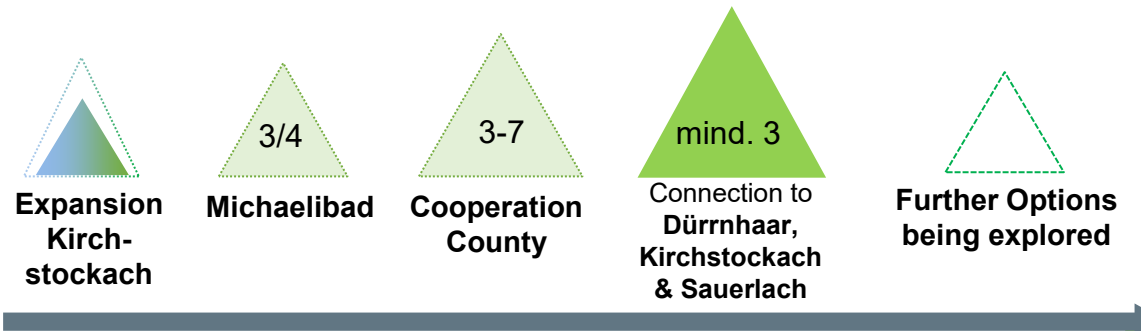 3/4
3-7
mind. 3
Expansion
Kirch-
stockach
Michaelibad
Cooperation
County
Connection to
Dürrnhaar,
Kirchstockach
& Sauerlach
Further Options
being explored